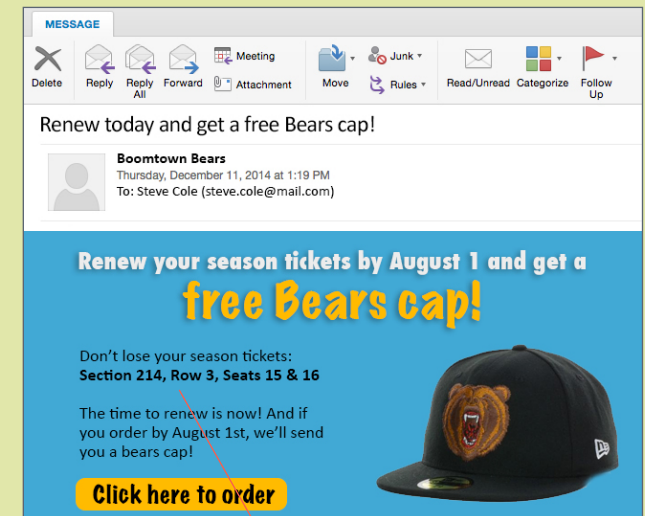 MESSAGE
Delete
Reply
Reply All
Forward
Meeting
Attachment
Move
Junk
Rules
Read/Unread
Categorize
Follow Up
Renew today and get a free Bears cap!
Boomtown Bears
Thursday, December 11, 2014 at 1:19 PM
To: Steve Cole (steve.cole@mail.com)
Renew your season tickets by August 1 and get a
free Bears cap!
Don't lose your season tickets:
Section 214, Row 3, Seats 15 & 16
The time to renew is now! And if
you order by August 1st, we'll send
you a bears cap!
Click here to order